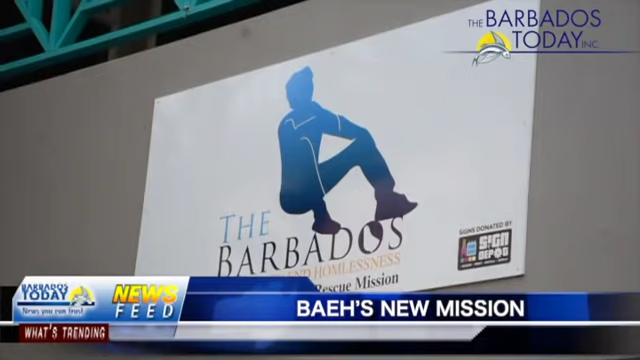 THE BARBADOS
TODAY INC.
THE
BARBADOS
AND HOMLESSNESS
Rescue Mission
SIGNS DONATED BY
SIGN
DEPOT
BARBADOS
TODAY
News you can trust
NEWS
FEED
BAEH'S NEW MISSION
WHAT'S TRENDING